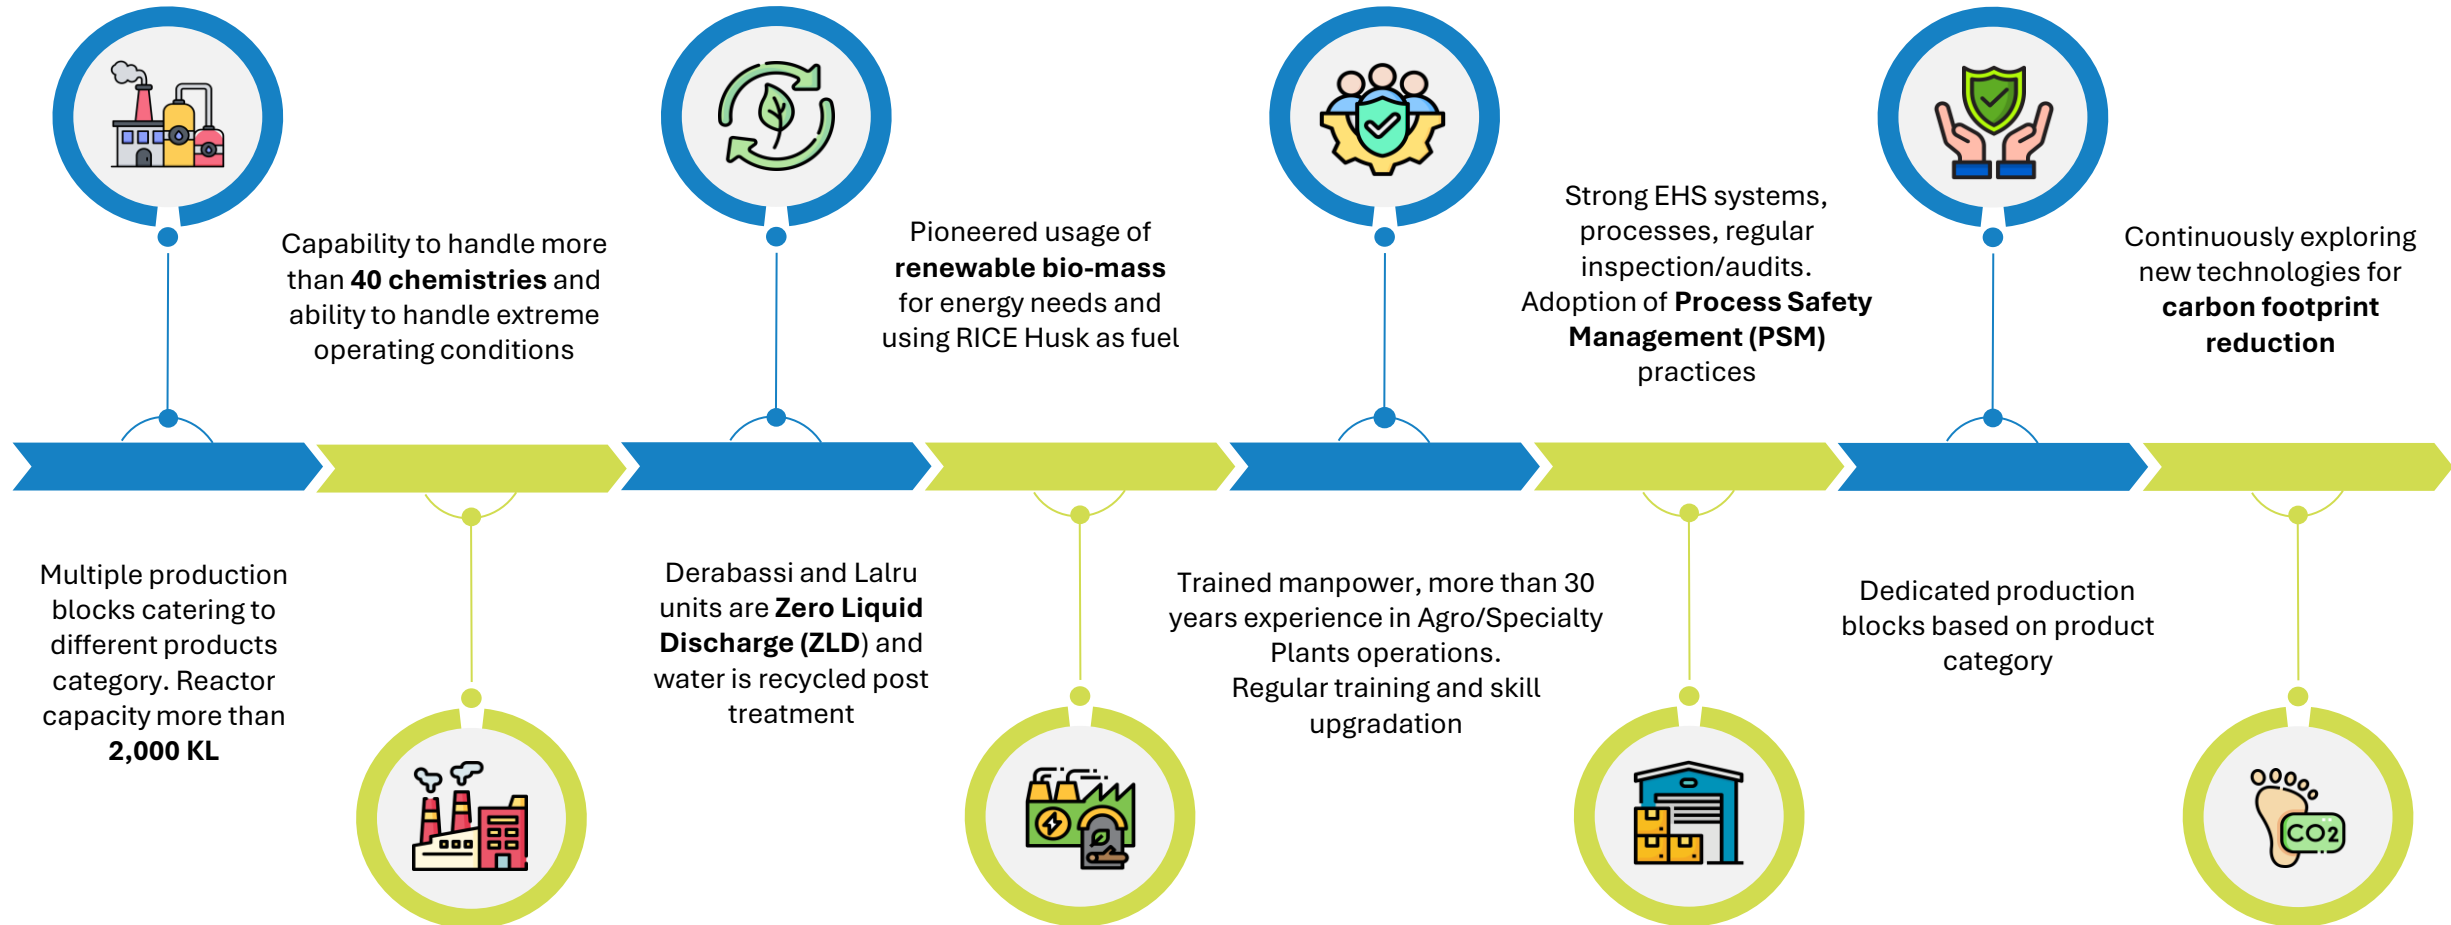 Capability to handle more
than 40 chemistries and
ability to handle extreme
operating conditions
Pioneered usage of
renewable bio-mass
for energy needs and
using RICE Husk as fuel
Strong EHS systems,
processes, regular
inspection/audits.
Adoption of Process Safety
Management (PSM)
practices
Continuously exploring
new technologies for
carbon footprint
reduction
Multiple production
blocks catering to
different products
category. Reactor
capacity more than
2,000 KL
Derabassi and Lalru
units are Zero Liquid
Discharge (ZLD) and
water is recycled post
treatment
Trained manpower, more than 30
years experience in Agro/Specialty
Plants operations.
Regular training and skill
upgradation
Dedicated production
blocks based on product
category
CO2